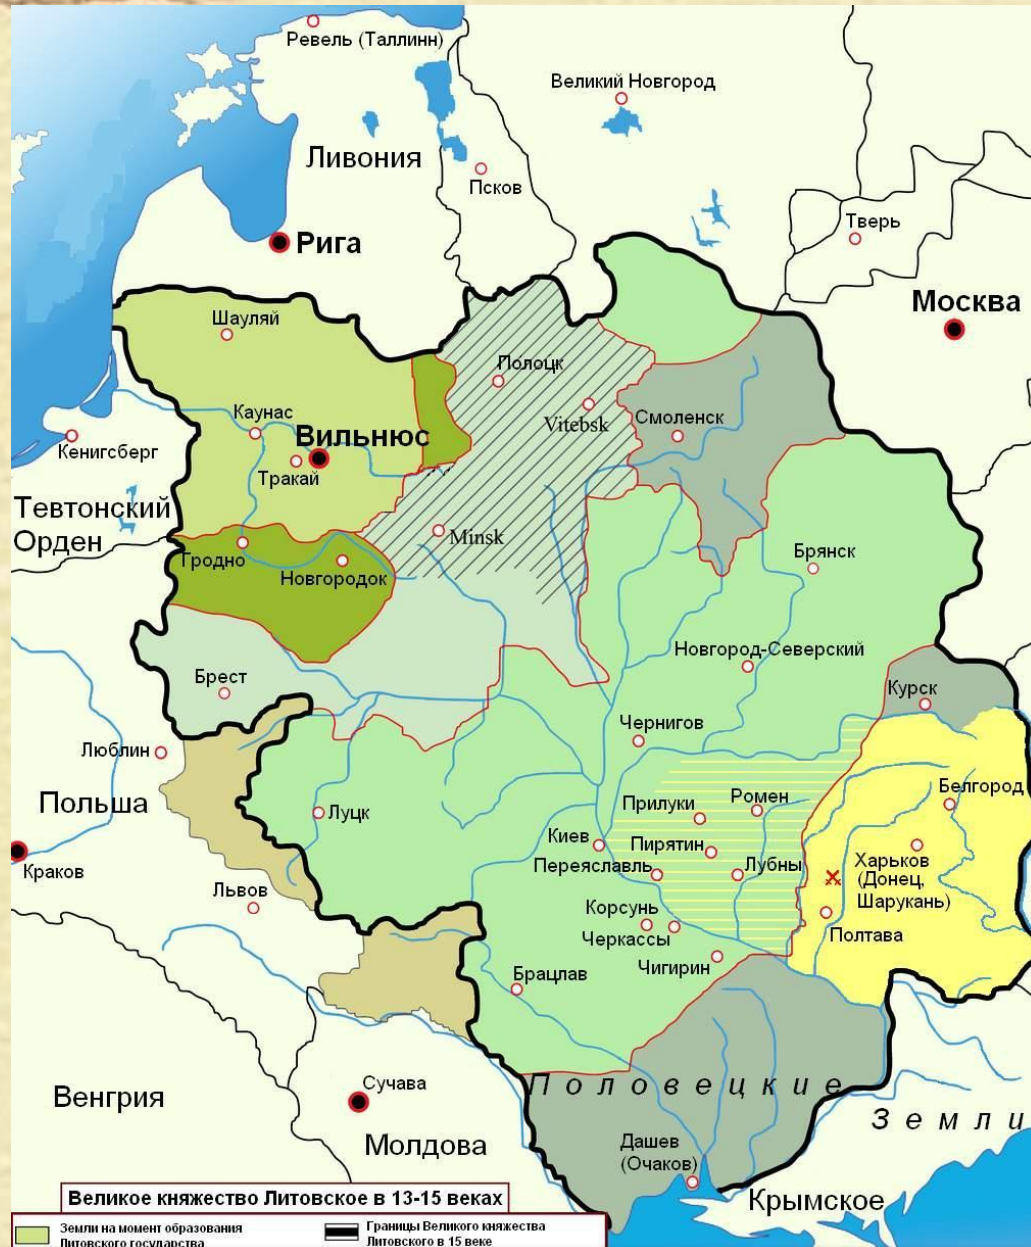 Ревель (Таллинн)
Великий Новгород
Ливония
Псков
Тверь
Рига
Москва
Шауляй
Полоцк
Каунас
Vitebsk
Смоленск
Вильнюс
Кенигсберг
Тракай
Тевтонский
Орден
Minsk
Гродно
Новгородок
Брянск
Новгород-Северский
Брест
Курск
Чернигов
Люблин
Польша
Белгород
Прилуки
Ромен
Луцк
Киев
Пирятин
Переяславль
Лубны
Харьков
(Донец,
Шарукань)
Краков
Львов
Корсунь
Черкассы
Полтава
Чигирин
Брацлав
Сучава
Половецкие
Венгрия
Земли
Молдова
Дашев
(Очаков)
Крымское
Великое княжество Литовское в 13-15 веках
Земли на момент образования
Литовского государства
Границы Великого княжества
Литовского в 15 веке